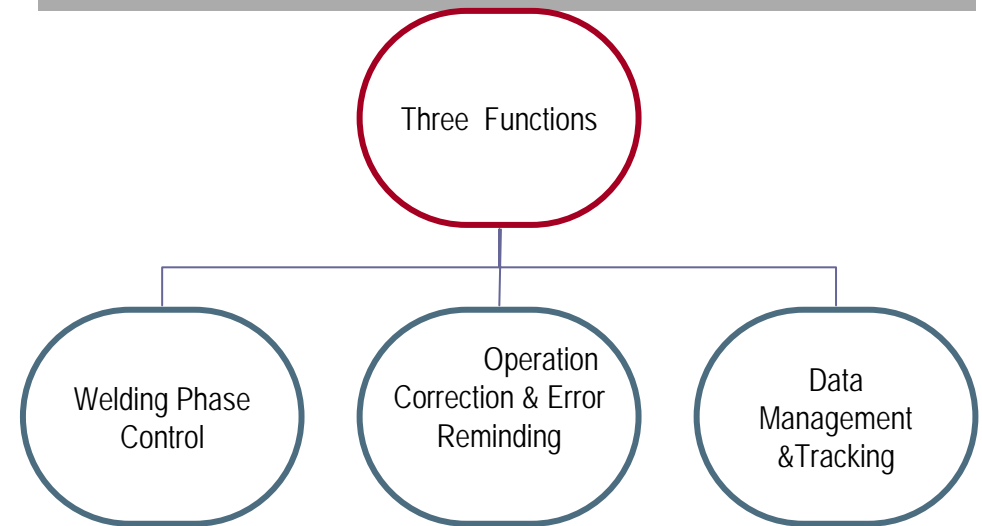 Three Functions
Welding Phase
Control
Operation
Correction & Error
Reminding
Data
Management
&Tracking